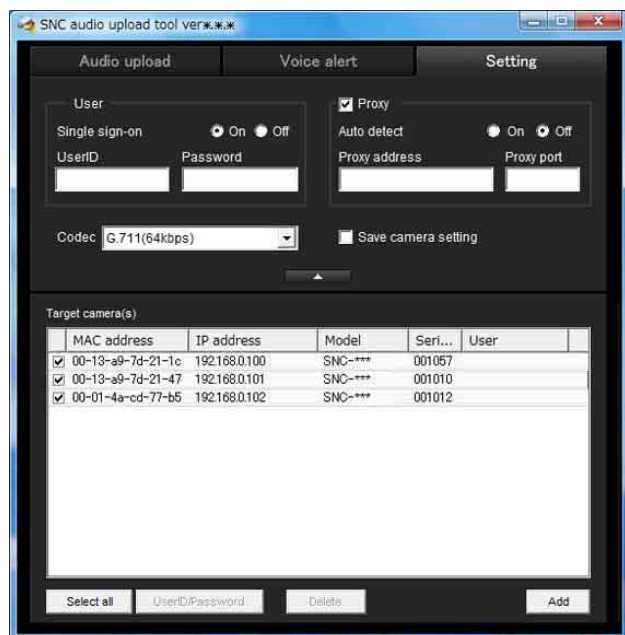 SNC audio upload tool ver*.*.*
Audio upload Voice alert Setting
User
Single sign-on On Off
UserID Password
Proxy
Auto detect On Off
Proxy address Proxy port
Codec G.711(64kbps)
Save camera setting
Target camera(s)
MAC address IP address Model Seri... User
00-13-a9-7d-21-1c 192.168.0.100 SNC-*** 001057
00-13-a9-7d-21-47 192.168.0.101 SNC-*** 001010
00-01-4a-cd-77-b5 192.168.0.102 SNC-*** 001012
Select all UserID/Password Delete Add